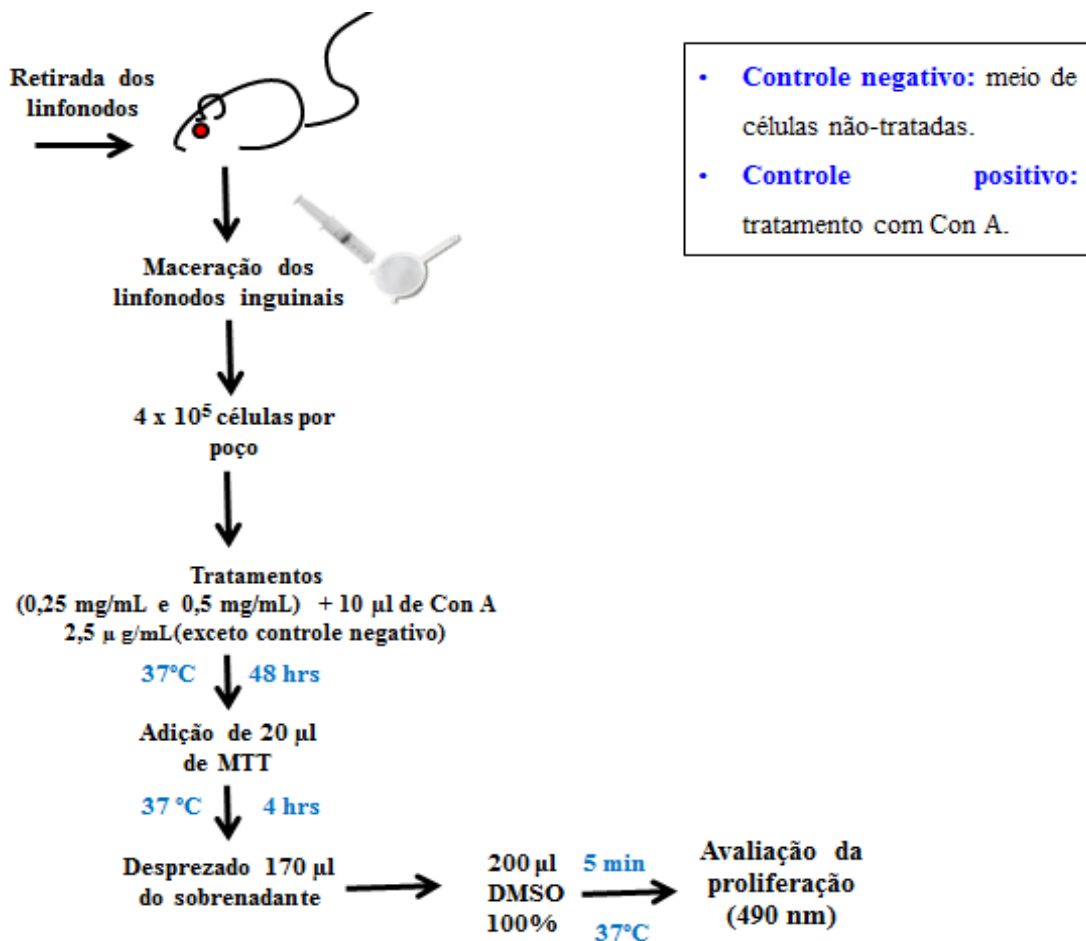 Retirada dos
linfonodos
• Controle negativo: meio de
células não-tratadas.
• Controle positivo:
tratamento com Con A.
Maceração dos
linfonodos inguinais
4 x 10⁵ células por
poço
Tratamentos
(0,25 mg/mL e 0,5 mg/mL) + 10 µl de Con A
2,5 µ g/mL(exceto controle negativo)
37°C 48 hrs
Adição de 20 µl
de MTT
37 °C 4 hrs
Desprezado 170 µl
do sobrenadante
200 µl
DMSO
100%
5 min
37°C
Avaliação da
proliferação
(490 nm)